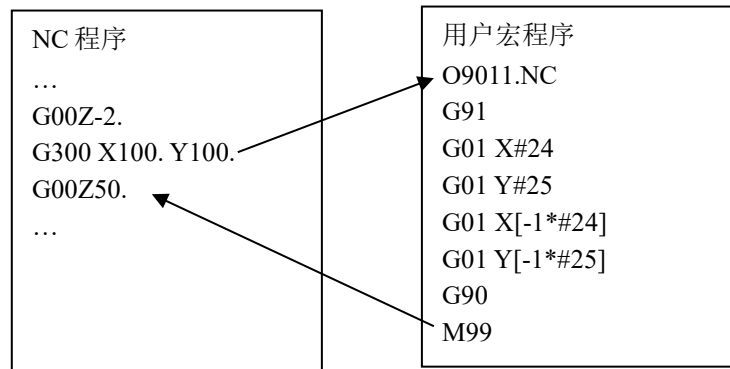 NC 程序
…
G00Z-2.
G300 X100. Y100.
G00Z50.
…
用户宏程序
O9011.NC
G91
G01 X#24
G01 Y#25
G01 X[-1*#24]
G01 Y[-1*#25]
G90
M99